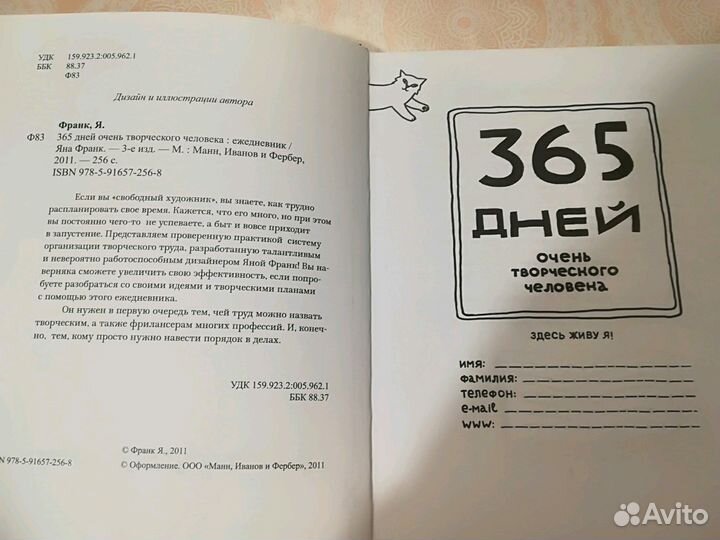 УДК 159.923.2:005.962.1
ББК 88.37
Ф83
Дизайн и иллюстрации автора
Франк, Я.
Ф83 365 дней очень творческого человека : ежедневник /
Яна Франк. — 3-е изд. — М. : Манн, Иванов и Фербер,
2011. — 256 с.
ISBN 978-5-91657-256-8
Если вы «свободный художник», вы знаете, как трудно
распланировать свое время. Кажется, что его много, но при этом
вы постоянно чего-то не успеваете, а быт и вовсе приходит
в запустение. Представляем проверенную практикой систему
организации творческого труда, разработанную талантливым
и невероятно работоспособным дизайнером Яной Франк! Вы на-
верняка сможете увеличить свою эффективность, если попро-
буете разобраться со своими идеями и творческими планами
с помощью этого ежедневника.
Он нужен в первую очередь тем, чей труд можно назвать
творческим, а также фрилансерам многих профессий. И, конеч-
но, тем, кому просто нужно навести порядок в делах.
УДК 159.923.2:005.962.1
ББК 88.37
N 978-5-91657-256-8
© Франк Я., 2011
© Оформление. ООО «Манн, Иванов и Фербер», 2011
365
ДНЕЙ
ОЧЕНЬ
ТВОРЧЕСКОГО
ЧЕЛОВЕКА
ЗДЕСЬ ЖИВУ Я!
ИМЯ:
ФАМИЛИЯ:
ТЕЛЕФОН:
E-MAIL
WWW:
Avito